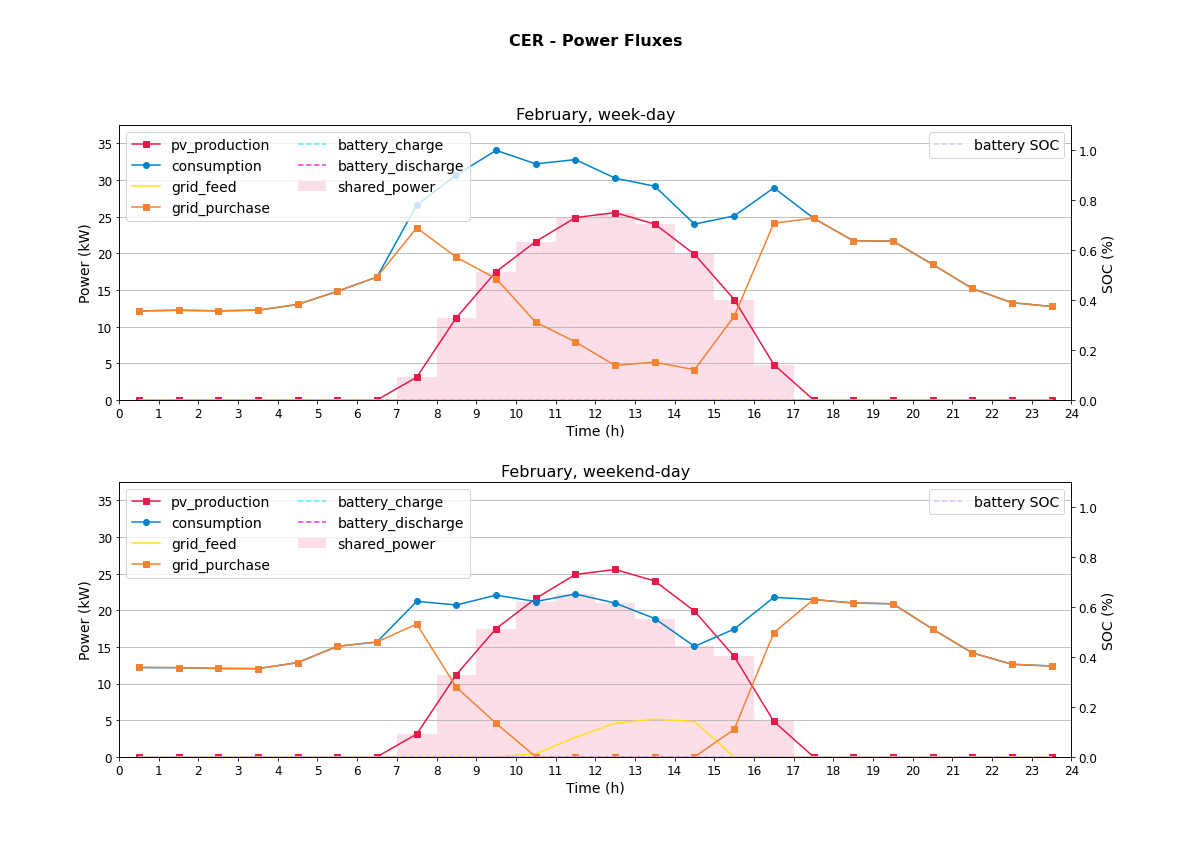 CER - Power Fluxes
February, week-day
pv_production
consumption
grid_feed
grid_purchase
battery_charge
battery_discharge
shared_power
battery SOC
Power (kW)
35
30
25
20
15
10
5
0
SOC (%)
1.0
0.8
0.6
0.4
0.2
0.0
0 1 2 3 4 5 6 7 8 9 10 11 12 13 14 15 16 17 18 19 20 21 22 23 24
Time (h)
February, weekend-day
pv_production
consumption
grid_feed
grid_purchase
battery_charge
battery_discharge
shared_power
battery SOC
Power (kW)
35
30
25
20
15
10
5
0
SOC (%)
1.0
0.8
0.6
0.4
0.2
0.0
0 1 2 3 4 5 6 7 8 9 10 11 12 13 14 15 16 17 18 19 20 21 22 23 24
Time (h)